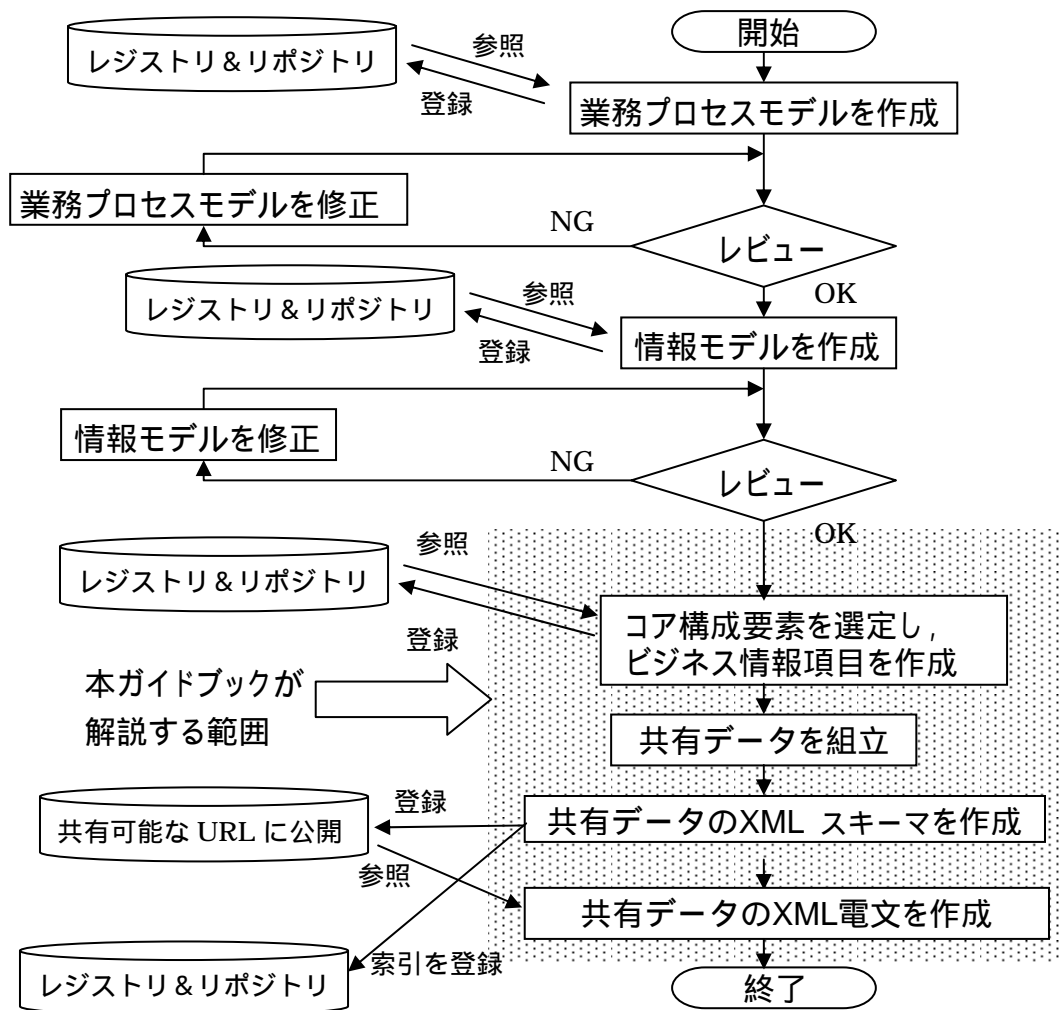 開始
レジストリ＆リポジトリ
参照
登録
業務プロセスモデルを作成
業務プロセスモデルを修正
NG
レビュー
OK
レジストリ＆リポジトリ
参照
登録
情報モデルを作成
情報モデルを修正
NG
レビュー
OK
レジストリ＆リポジトリ
参照
登録
コア構成要素を選定し，
ビジネス情報項目を作成
本ガイドブックが
解説する範囲
共有データを組立
登録
共有可能な URL に公開
共有データのXML スキーマを作成
参照
共有データのXML電文を作成
索引を登録
レジストリ＆リポジトリ
終了